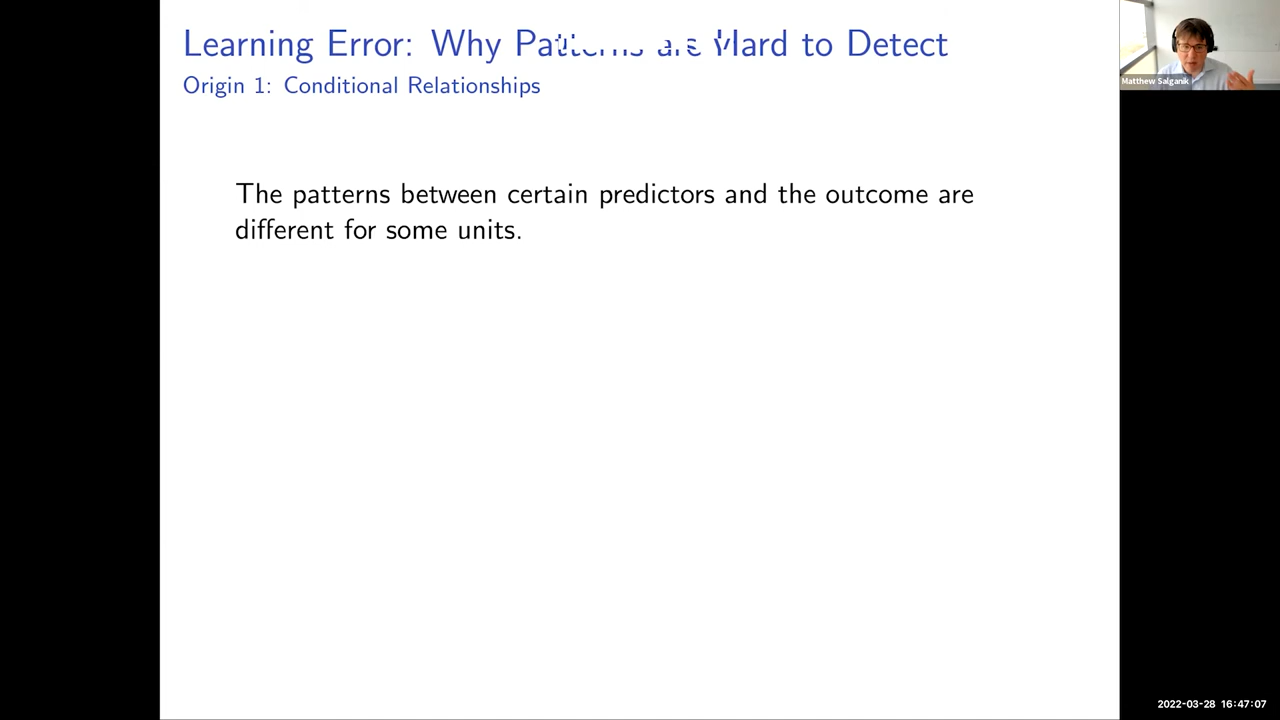 Learning Error: Why Patterns are Hard to Detect
Origin 1: Conditional Relationships
The patterns between certain predictors and the outcome are
different for some units.
Matthew Salganik
2022-03-28 16:47:07